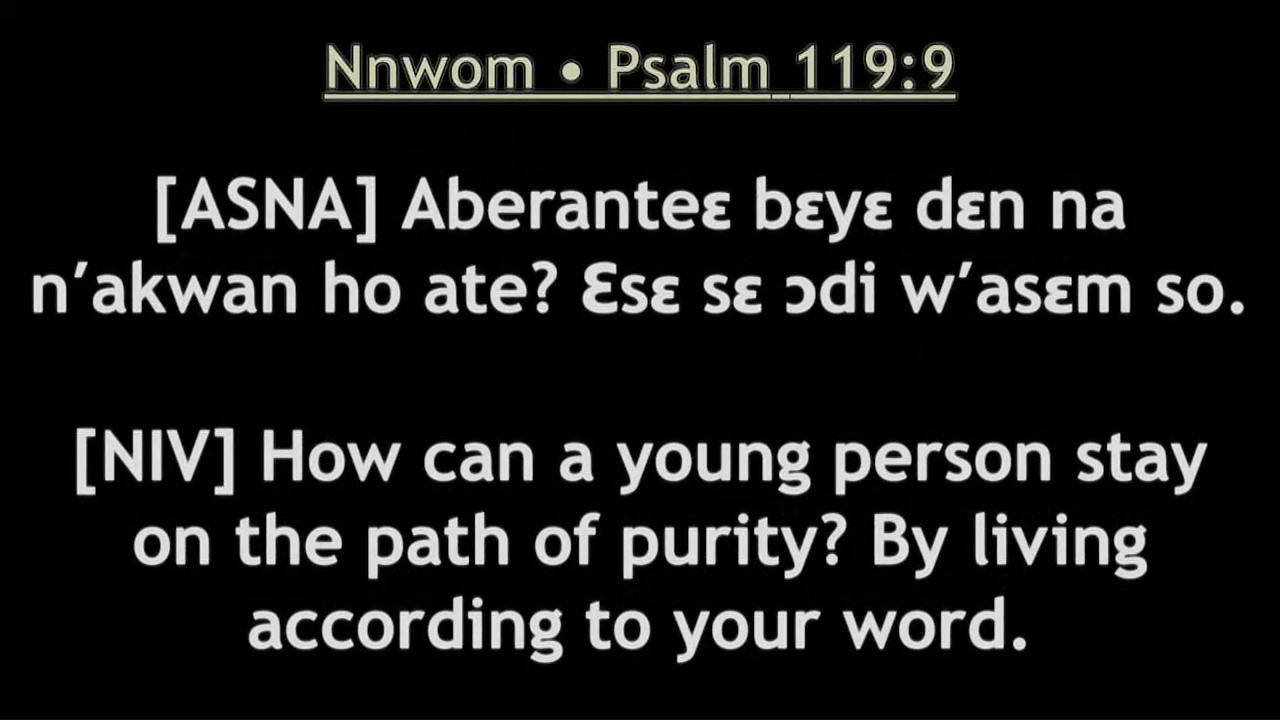 Nnwom • Psalm 119:9
[ASNA] Aberanteɛ bɛyɛ dɛn na
n’akwan ho ate? Ɛsɛ sɛ ɔdi w’asɛm so.
[NIV] How can a young person stay
on the path of purity? By living
according to your word.